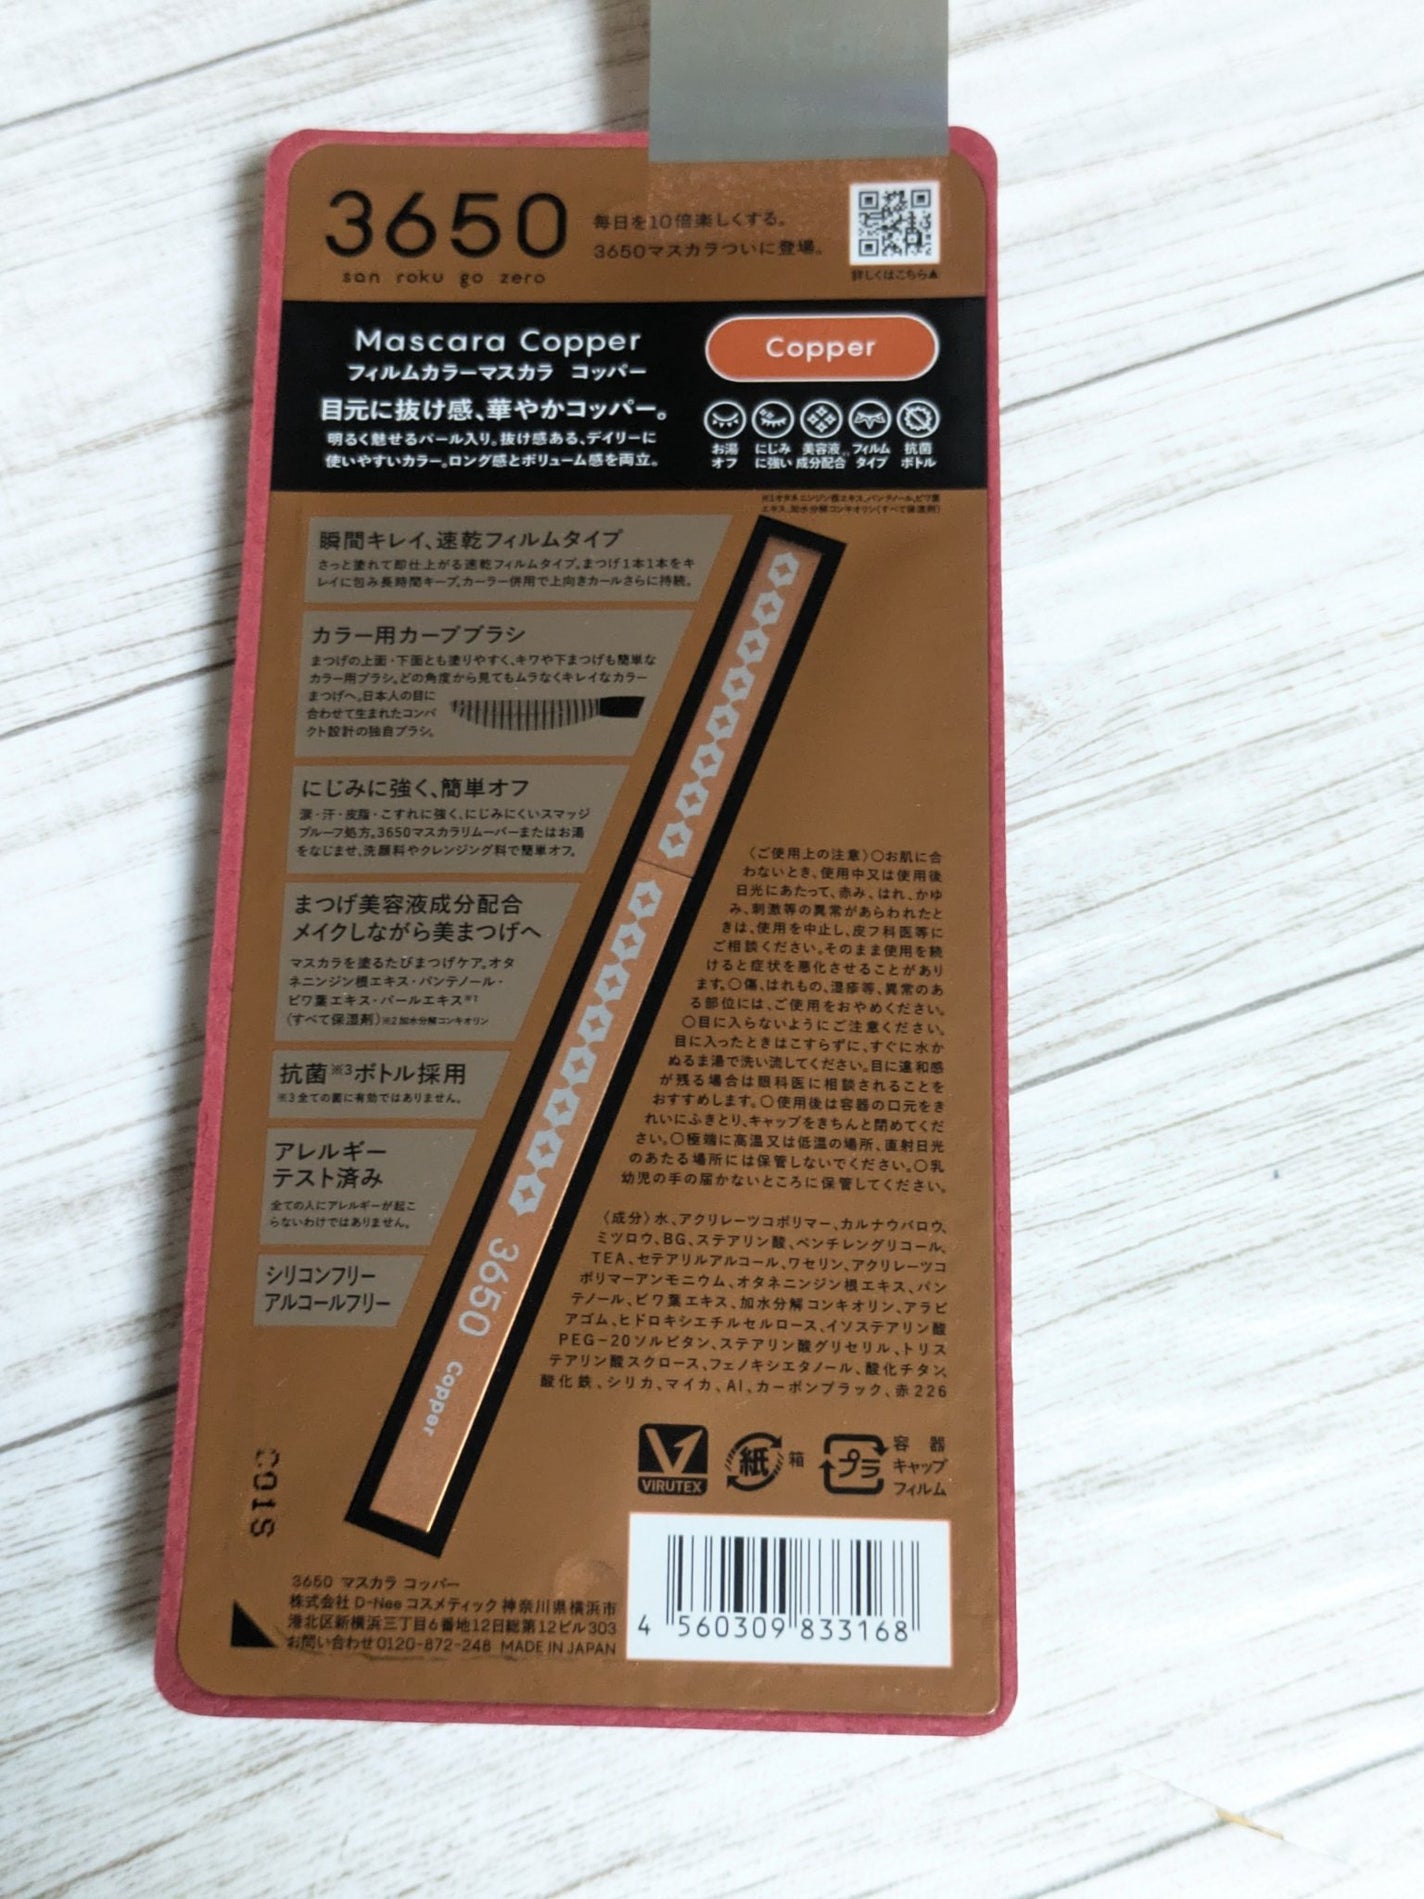 3650
san roku go zero
毎日を10倍楽しくする。
3650マスカラついに登場。
詳しくはこちら▲
Mascara Copper
フィルムカラーマスカラ コッパー
目元に抜け感、華やかコッパー。
明るく魅せるパール入り。抜け感ある、デイリーに
使いやすいカラー。ロング感とボリューム感を両立。
Copper
お湯
オフ
にじみ
に強い
美容液
成分配合
フィルム
タイプ
抗菌
ボトル
※1オタネニンジン根エキス、パンテノール、ビワ葉
エキス、加水分解コンキオリン(すべて保湿剤)
瞬間キレイ、速乾フィルムタイプ
さっと塗れて即仕上がる速乾フィルムタイプ。まつげ1本1本をキ
レイに包み長時間キープ。カーラー併用で上向きカールさらに持続。
カラー用カーブブラシ
まつげの上面・下面とも塗りやすく、キワや下まつげも簡単な
カラー用ブラシ。どの角度から見てもムラなくキレイなカラー
まつげへ。日本人の目に
合わせて生まれたコンパ
クト設計の独自ブラシ。
にじみに強く、簡単オフ
涙・汗・皮脂・こすれに強く、にじみにくいスマッジ
プルーフ処方。3650マスカラリムーバーまたはお湯
をなじませ、洗顔料やクレンジング料で簡単オフ。
まつげ美容液成分配合
メイクしながら美まつげへ
マスカラを塗るたびまつげケア。オタ
ネニンジン根エキス・パンテノール・
ビワ葉エキス・パールエキス※2
(すべて保湿剤)※2 加水分解コンキオリン
抗菌※3ボトル採用
※3 全ての菌に有効ではありません。
アレルギー
テスト済み
全ての人にアレルギーが起こ
らないわけではありません。
シリコンフリー
アルコールフリー
3650 Copper
〈ご使用上の注意〉○お肌に合
わないとき、使用中又は使用後
日光にあたって、赤み、はれ、かゆ
み、刺激等の異常があらわれたと
きは、使用を中止し、皮フ科医等に
ご相談ください。そのまま使用を続
けると症状を悪化させることがあり
ます。○傷、はれもの、湿疹等、異常のあ
る部位には、ご使用をおやめください。
○目に入らないようにご注意ください。
目に入ったときはこすらずに、すぐに水か
ぬるま湯で洗い流してください。目に違和感
が残る場合は眼科医に相談されることを
おすすめします。○使用後は容器の口元をき
れいにふきとり、キャップをきちんと閉めてくだ
さい。○極端に高温又は低温の場所、直射日光
のあたる場所には保管しないでください。○乳
幼児の手の届かないところに保管してください。
〈成分〉水、アクリレーツコポリマー、カルナウバロウ、
ミツロウ、BG、ステアリン酸、ペンチレングリコール、
TEA、セテアリルアルコール、ワセリン、アクリレーツコ
ポリマーアンモニウム、オタネニンジン根エキス、パン
テノール、ビワ葉エキス、加水分解コンキオリン、アラビ
アゴム、ヒドロキシエチルセルロース、イソステアリン酸
PEG-20ソルビタン、ステアリン酸グリセリル、トリス
テアリン酸スクロース、フェノキシエタノール、酸化チタン、
酸化鉄、シリカ、マイカ、Al、カーボンブラック、赤226
VIRUTEX
紙
箱
プラ
容器
キャップ
フィルム
C01S
3650 マスカラ コッパー
株式会社 D-Nee コスメティック 神奈川県横浜市
港北区新横浜三丁目6番地12日総第12ビル303
お問い合わせ 0120-872-248 MADE IN JAPAN
4 560309 833168